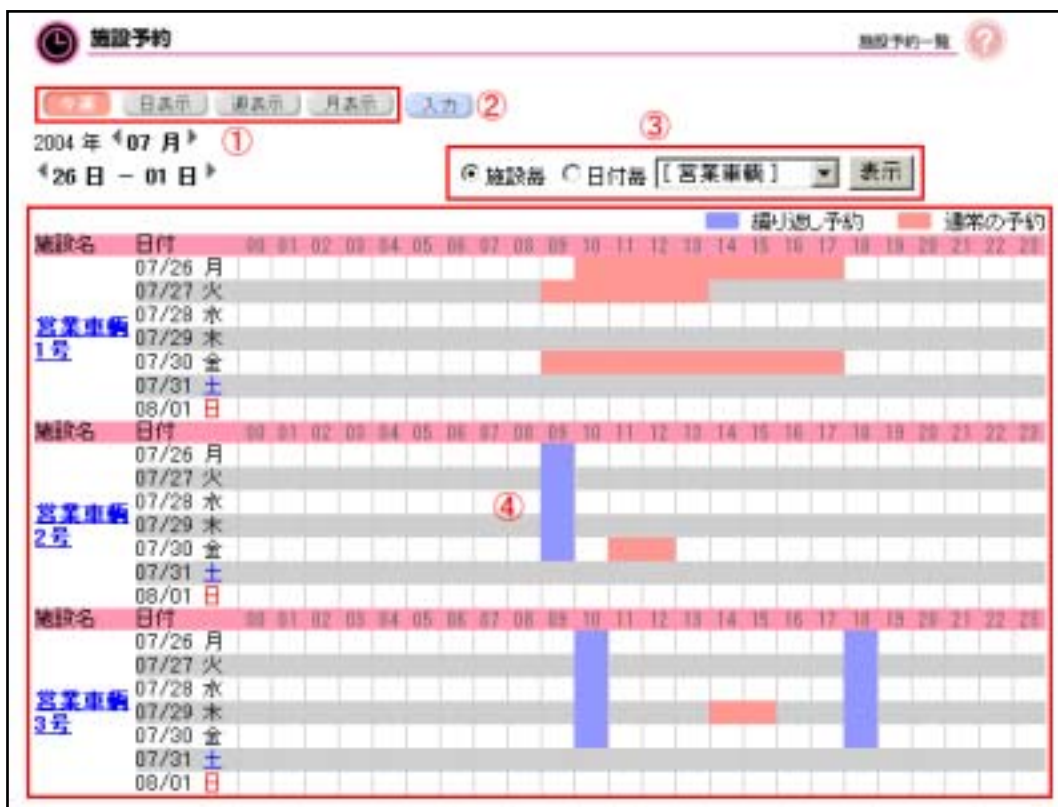 施設予約
施設予約一覧
今週 日表示 週表示 月表示 入力 ②
2004 年 07 月 ①
③
26 日 - 01 日
施設毎 日付毎 [営業車輌] 表示
繰り返し予約 通常の予約
施設名 日付 00 01 02 03 04 05 06 07 08 09 10 11 12 13 14 15 16 17 18 19 20 21 22 23
07/26 月
07/27 火
07/28 水
営業車輌
1号
07/29 木
07/30 金
07/31 土
08/01 日
施設名 日付 00 01 02 03 04 05 06 07 08 09 10 11 12 13 14 15 16 17 18 19 20 21 22 23
07/26 月
07/27 火
07/28 水
④
営業車輌
2号
07/29 木
07/30 金
07/31 土
08/01 日
施設名 日付 00 01 02 03 04 05 06 07 08 09 10 11 12 13 14 15 16 17 18 19 20 21 22 23
07/26 月
07/27 火
07/28 水
営業車輌
3号
07/29 木
07/30 金
07/31 土
08/01 日